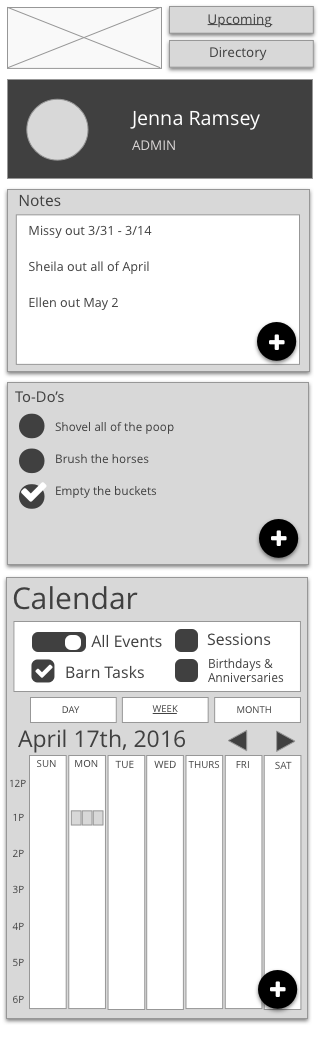 Upcoming
Directory
Jenna Ramsey
ADMIN
Notes
Missy out 3/31 - 3/14
Sheila out all of April
Ellen out May 2
To-Do’s
Shovel all of the poop
Brush the horses
Empty the buckets
Calendar
All Events
Sessions
Barn Tasks
Birthdays &
Anniversaries
DAY
WEEK
MONTH
April 17th, 2016
SUN MON TUE WED THURS FRI SAT
12P
1P
2P
3P
4P
5P
6P